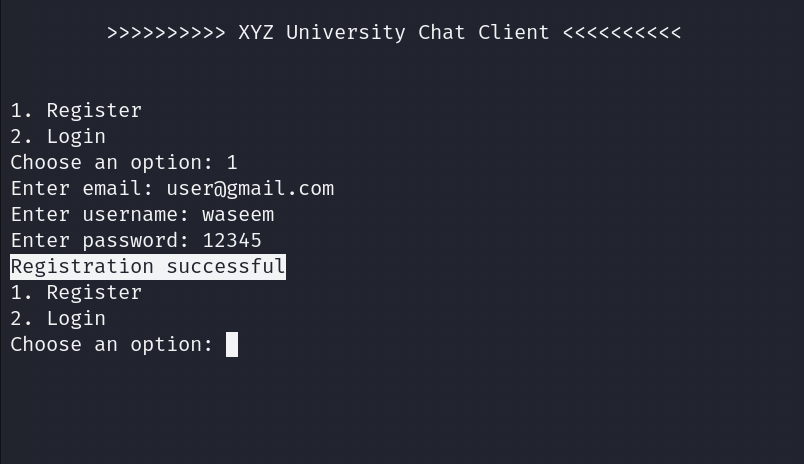 >>>>>>>>>> XYZ University Chat Client <<<<<<<<<<
1. Register
2. Login
Choose an option: 1
Enter email: user@gmail.com
Enter username: waseem
Enter password: 12345
Registration successful
1. Register
2. Login
Choose an option: